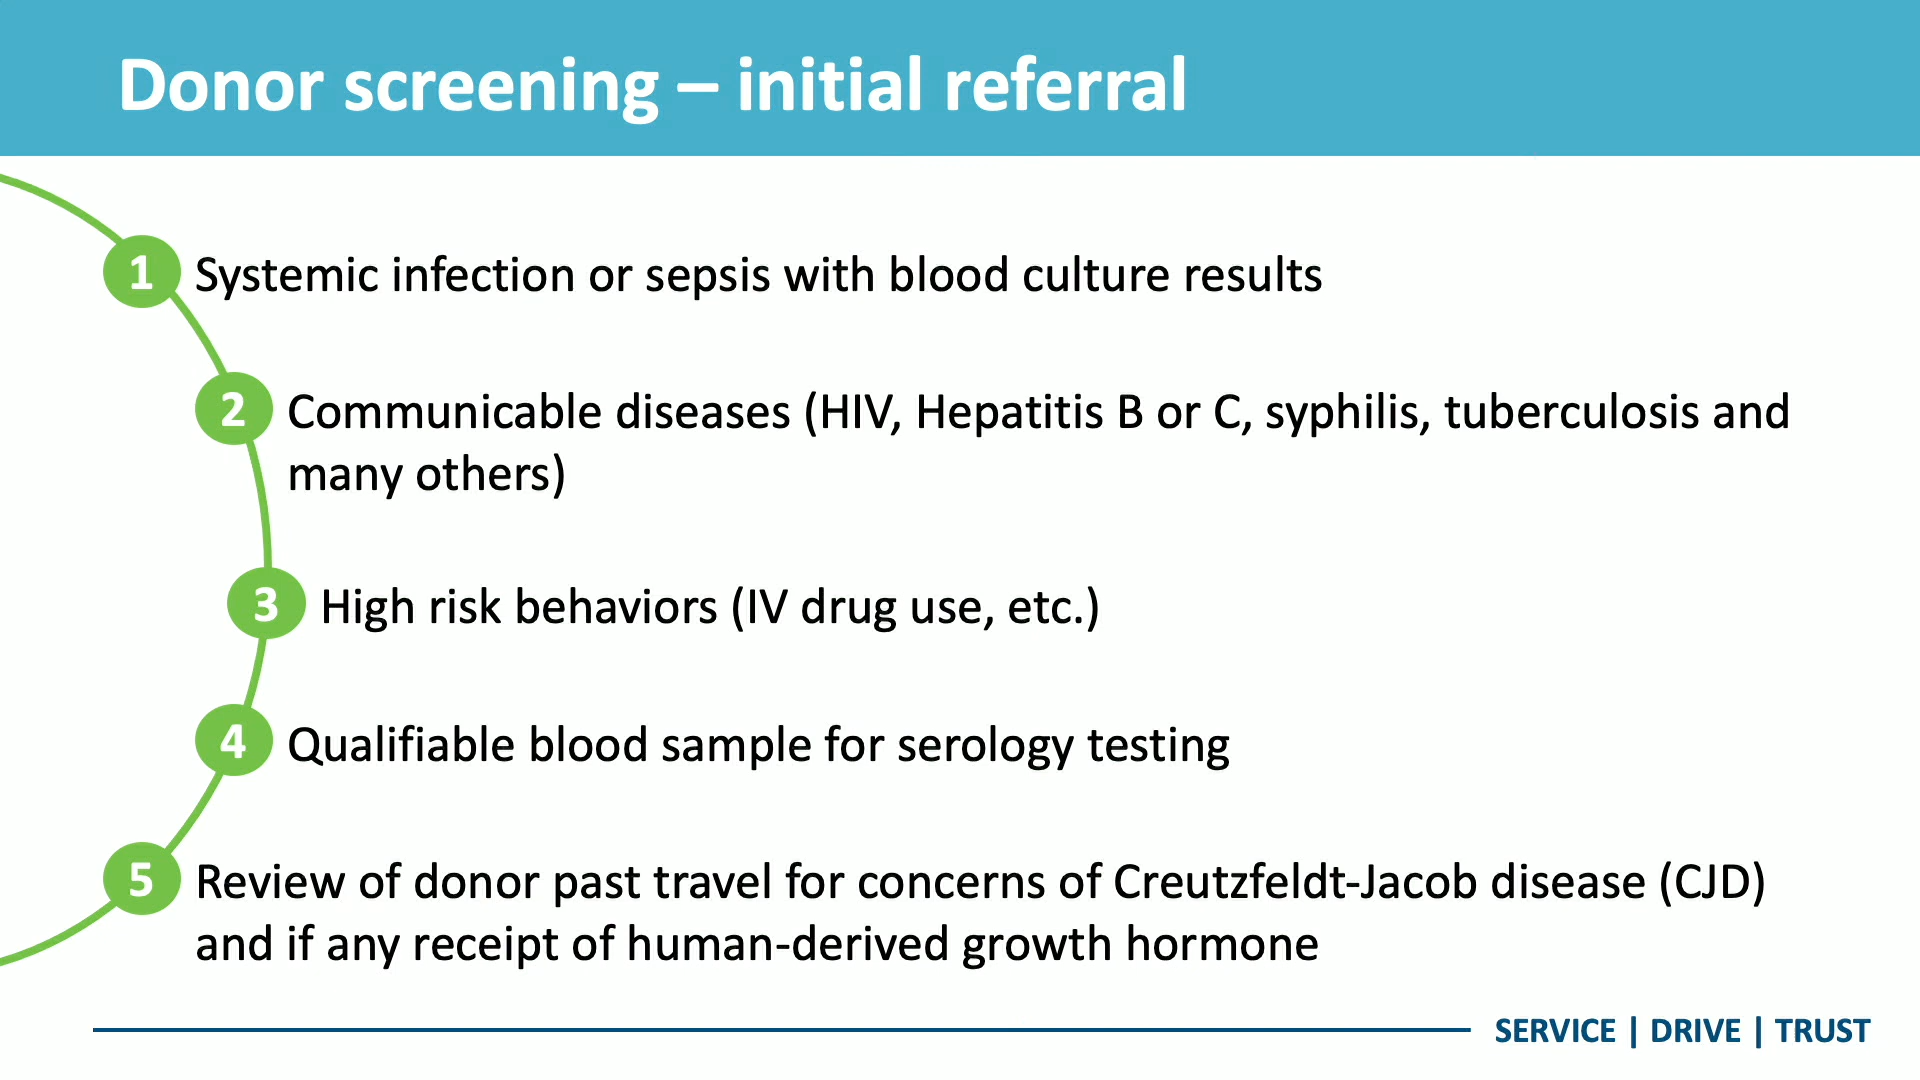 Donor screening – initial referral
1 Systemic infection or sepsis with blood culture results
2 Communicable diseases (HIV, Hepatitis B or C, syphilis, tuberculosis and
many others)
3 High risk behaviors (IV drug use, etc.)
4 Qualifiable blood sample for serology testing
5 Review of donor past travel for concerns of Creutzfeldt-Jacob disease (CJD)
and if any receipt of human-derived growth hormone
SERVICE | DRIVE | TRUST